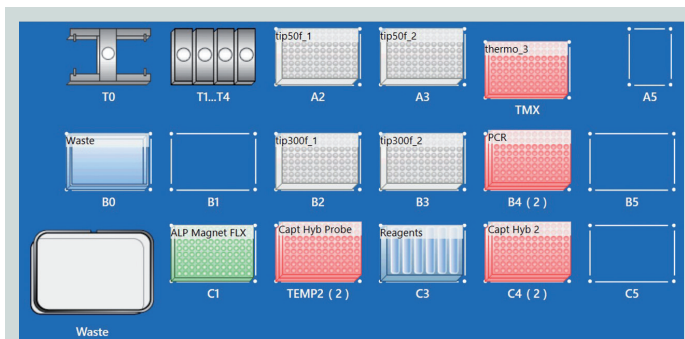 tip50f_1
tip50f_2
thermo_3
T0
T1...T4
A2
A3
TMX
A5
Waste
tip300f_1
tip300f_2
PCR
B0
B1
B2
B3
B4 ( 2 )
B5
ALP Magnet FLX
Capt Hyb Probe
Reagents
Capt Hyb 2
C1
TEMP2 ( 2 )
C3
C4 ( 2 )
C5
Waste